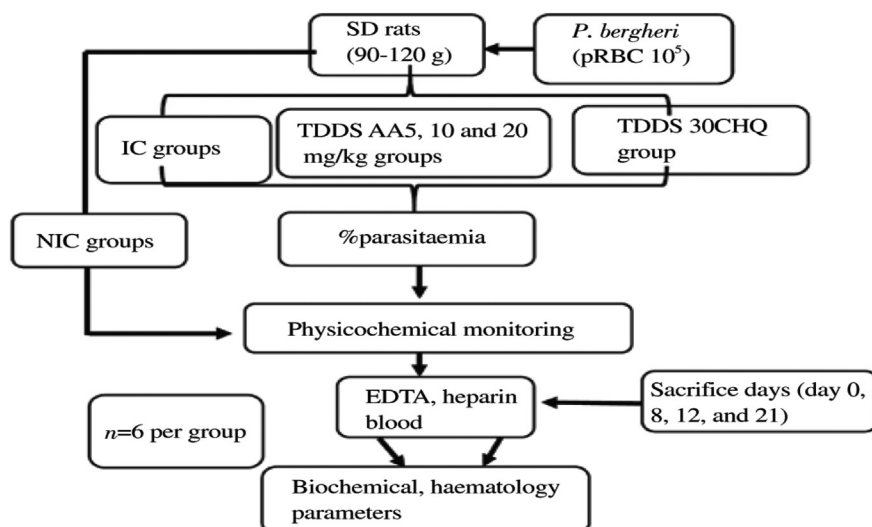 SD rats
(90-120 g)
P. bergheri
(pRBC 10⁵)
IC groups
TDDS AA5, 10 and 20
mg/kg groups
TDDS 30CHQ
group
NIC groups
%parasitaemia
Physicochemical monitoring
EDTA, heparin
blood
Sacrifice days (day 0,
8, 12, and 21)
n=6 per group
Biochemical, haematology
parameters